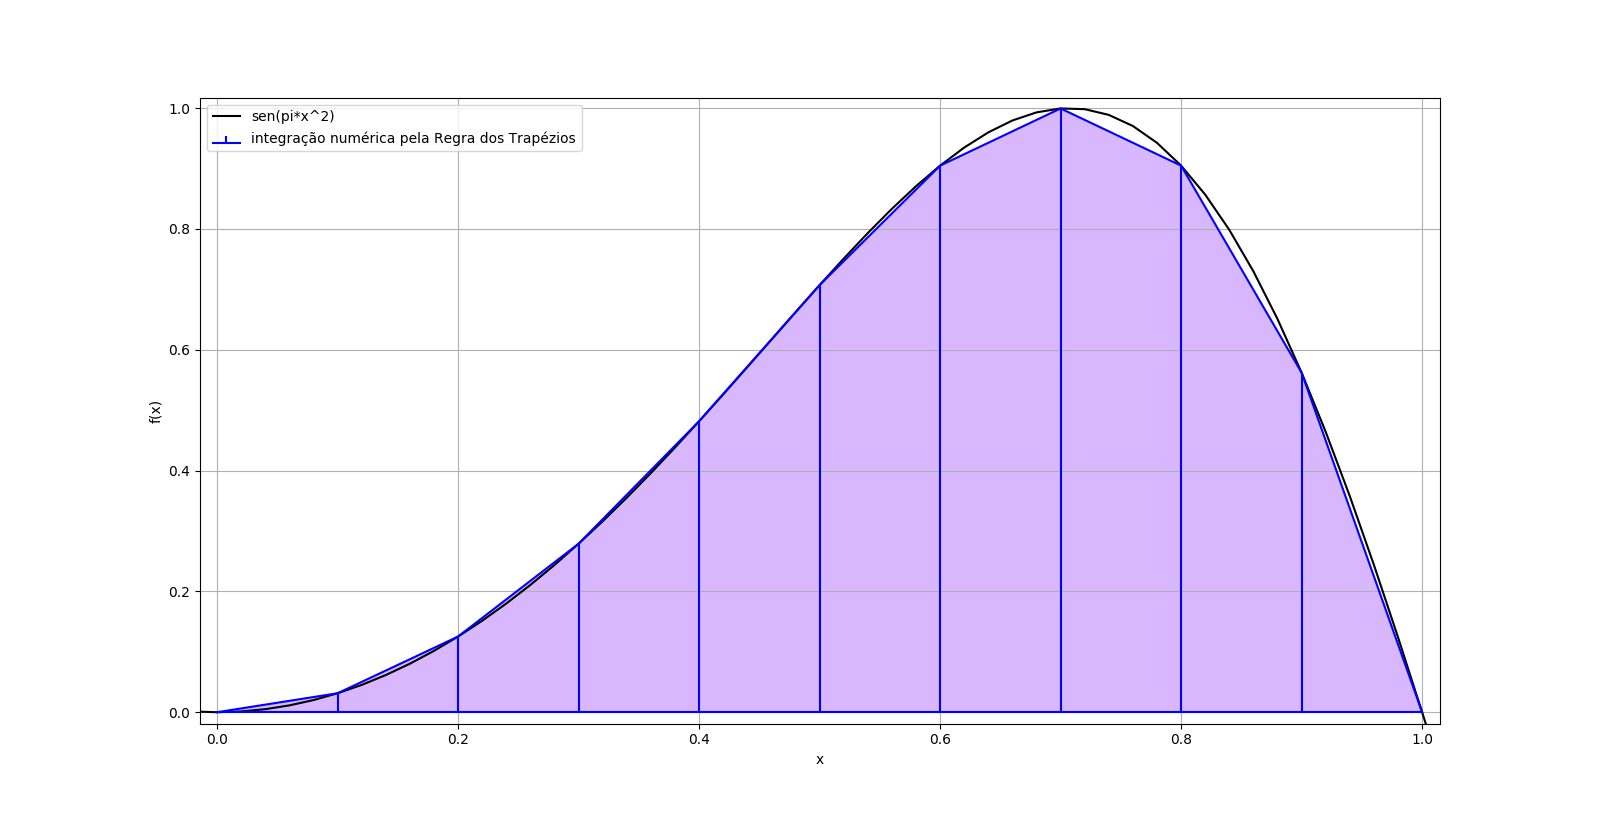 sen(pi*x^2)
integração numérica pela Regra dos Trapézios
1.0
0.8
0.6
0.4
0.2
0.0
f(x)
0.0 0.2 0.4 0.6 0.8 1.0
x